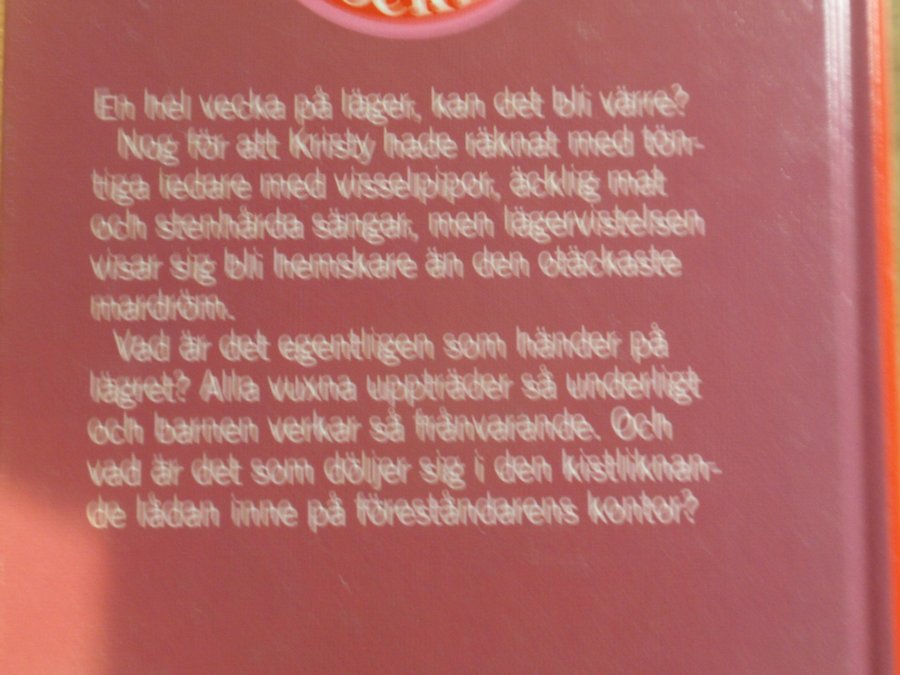 En hel vecka på läger, kan det bli värre?
Nog för att Kristy hade räknat med tön-
tiga ledare med visselpipor, äcklig mat
och stenhårda sängar, men lägervistelsen
visar sig bli hemskare än den otäckaste
mardröm.
Vad är det egentligen som händer på
lägret? Alla vuxna uppträder så underligt
och barnen verkar så frånvarande. Och
vad är det som döljer sig i den kistliknan-
de lådan inne på föreståndarens kontor?